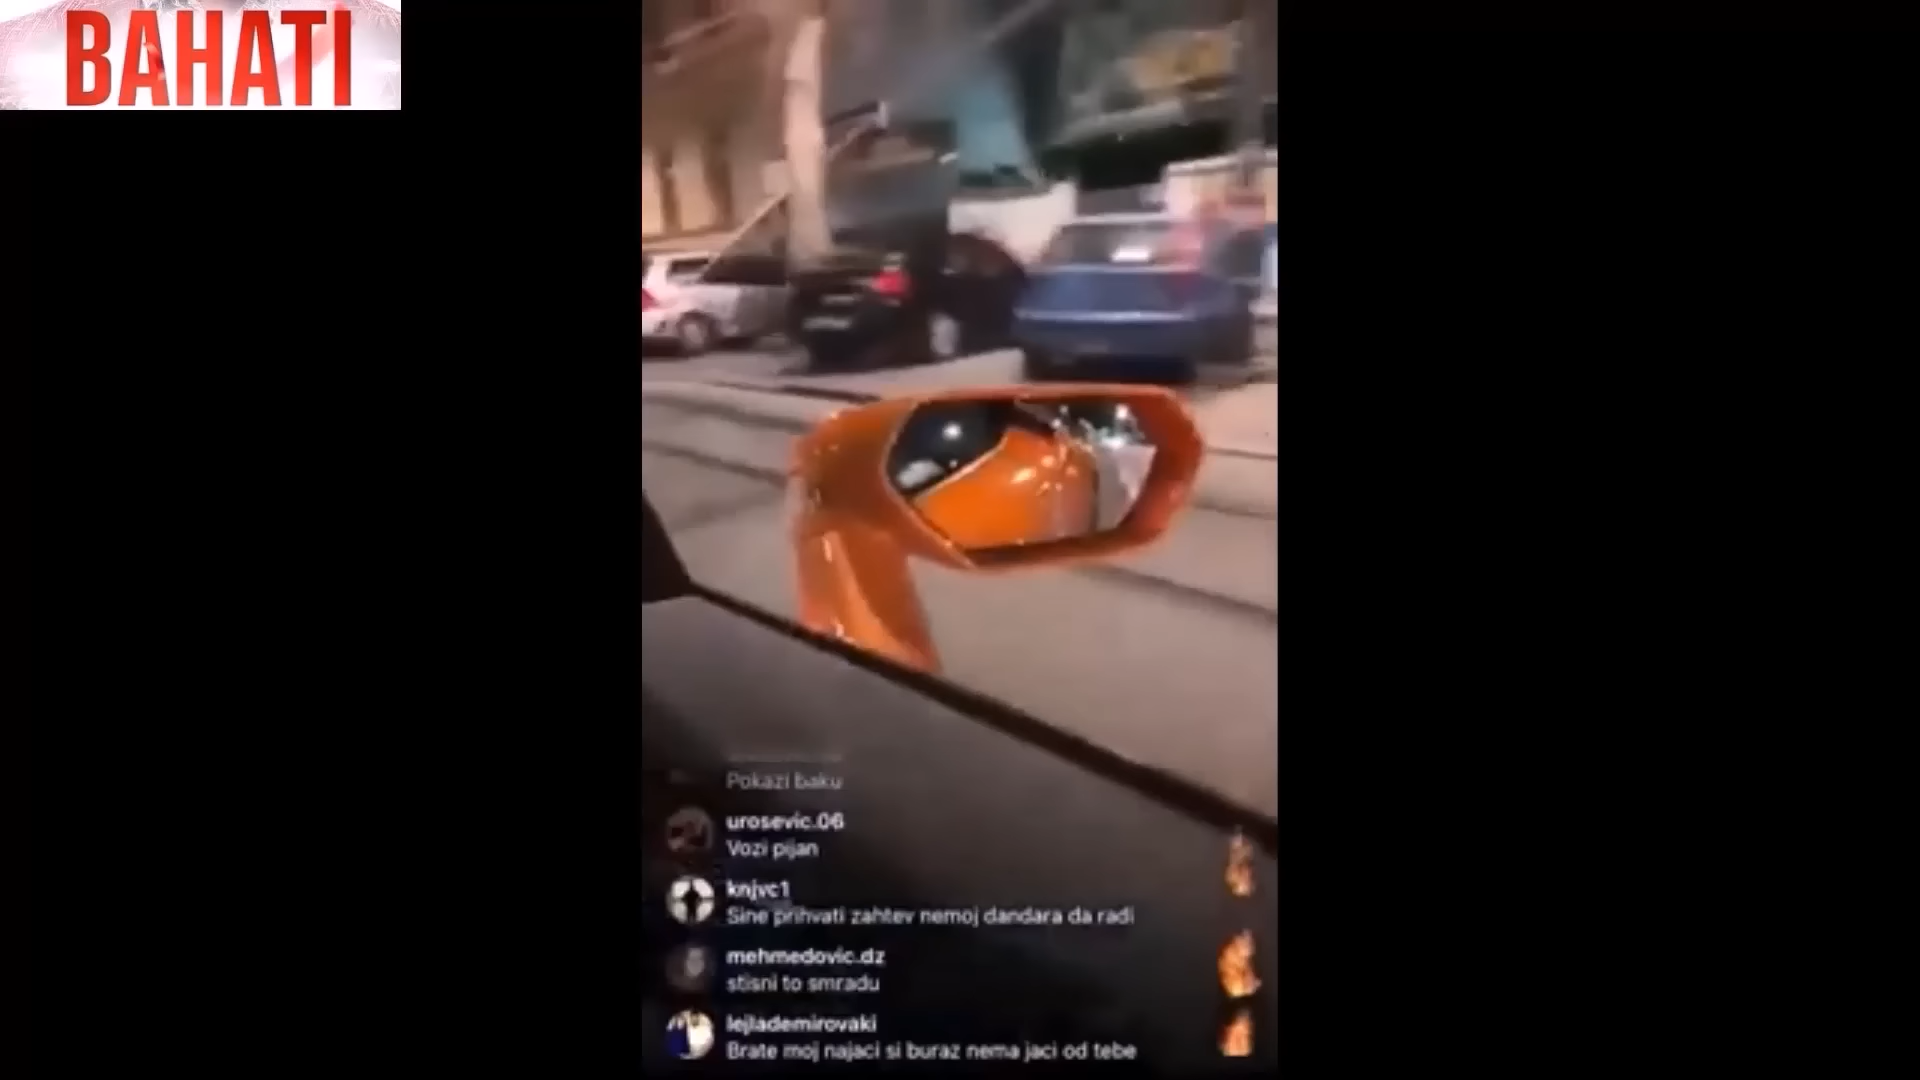 BAHATI
Pokazi baku
urosevic.06
Vozi pijan
knjvc1
Sine prihvati zahtev nemoj dandara da radi
mehmedovic.dz
stisni to smradu
lejlademirovaki
Brate moj najaci si buraz nema jaci od tebe